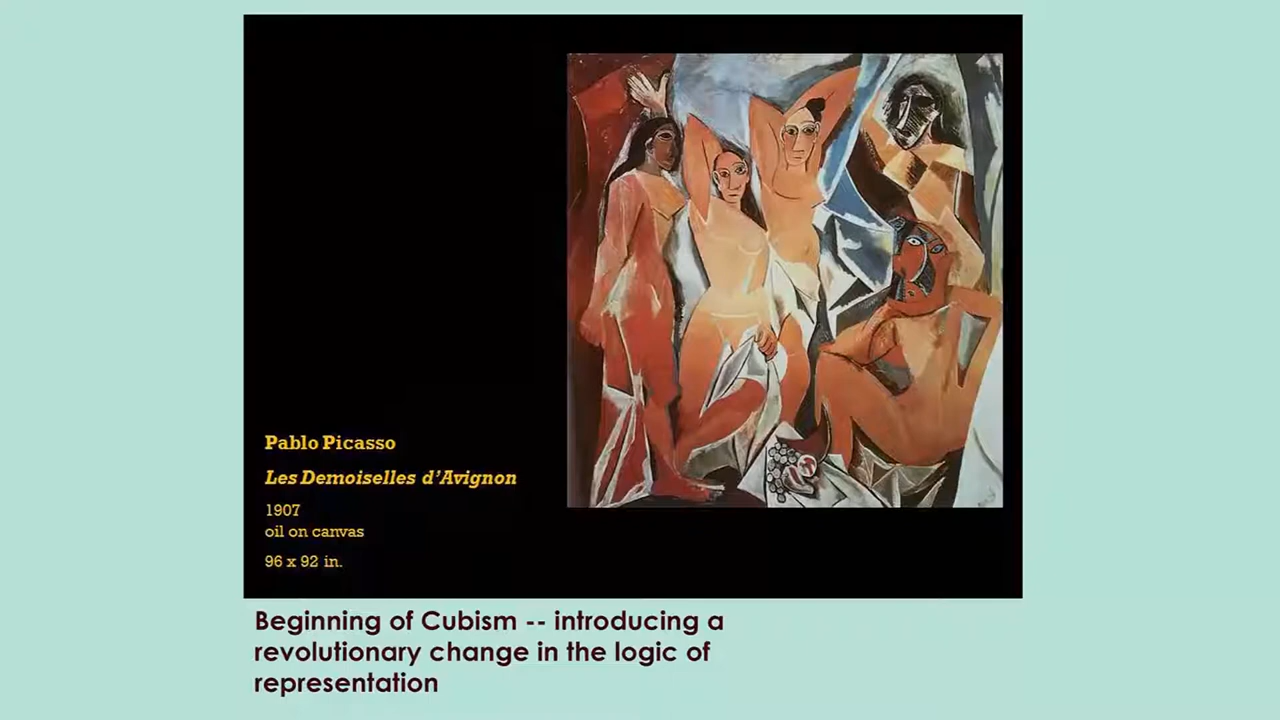 Pablo Picasso
Les Demoiselles d’Avignon
1907
oil on canvas
96 x 92 in.
Beginning of Cubism -- introducing a
revolutionary change in the logic of
representation